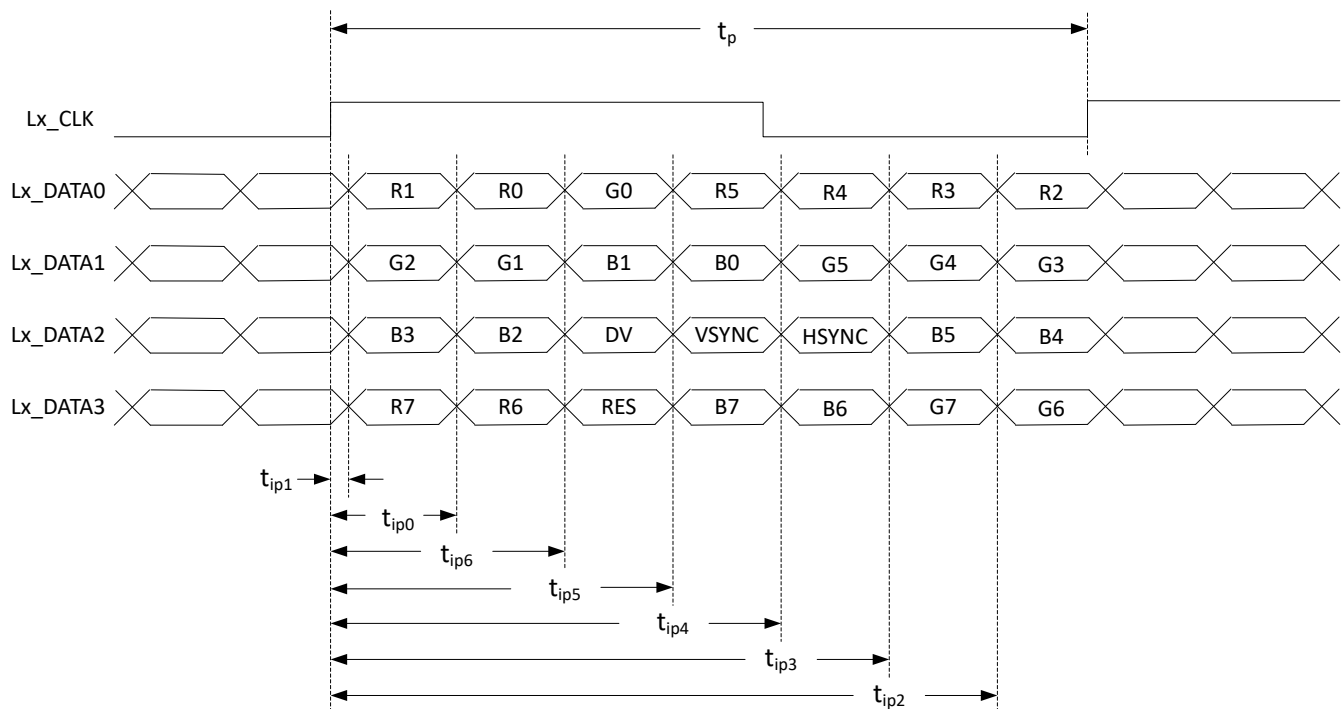 tp
Lx_CLK
Lx_DATA0 R1 R0 G0 R5 R4 R3 R2
Lx_DATA1 G2 G1 B1 B0 G5 G4 G3
Lx_DATA2 B3 B2 DV VSYNC HSYNC B5 B4
Lx_DATA3 R7 R6 RES B7 B6 G7 G6
tip1
tip0
tip6
tip5
tip4
tip3
tip2